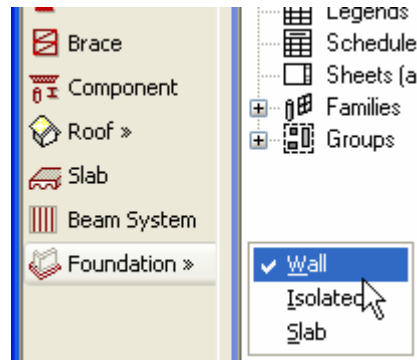 Brace
Component
Roof »
Slab
Beam System
Foundation »
Legends
Schedule
Sheets (a
Families
Groups
Wall
Isolated
Slab